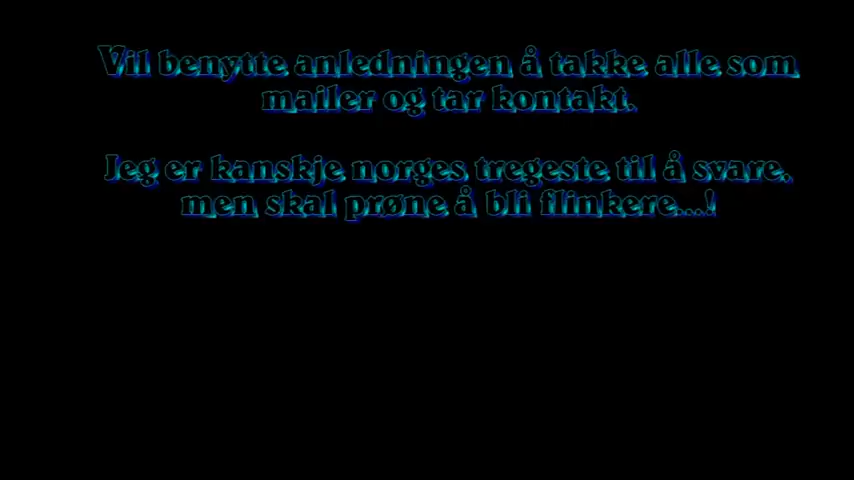 Vil benytte anledningen å takke alle som
mailer og tar kontakt.
Jeg er kanskje norges tregeste til å svare,
men skal prøne å bli flinkere...!